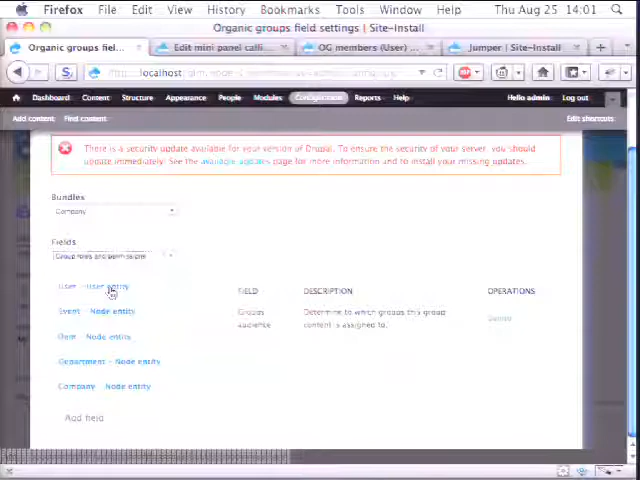 Firefox File Edit View History Bookmarks Tools Window Help Thu Aug 25 14:01
Organic groups field settings | Site-Install
Organic groups field... Edit mini panel calli... OG members (User) ... Jumper | Site-Install
localhost
Dashboard Content Structure Appearance People Modules Configuration Reports Help Hello admin Log out
Add content Find content Edit shortcuts
There is a security update available for your version of Drupal. To ensure the security of your server, you should
update immediately! See the available updates page for more information and to install your missing updates.
Bundles
Company
Fields
Group roles and permissions
User - User entity
FIELD DESCRIPTION OPERATIONS
Event - Node entity
Groups audience
Determine to which groups this group
content is assigned to.
Delete
Item - Node entity
Department - Node entity
Company - Node entity
Add field